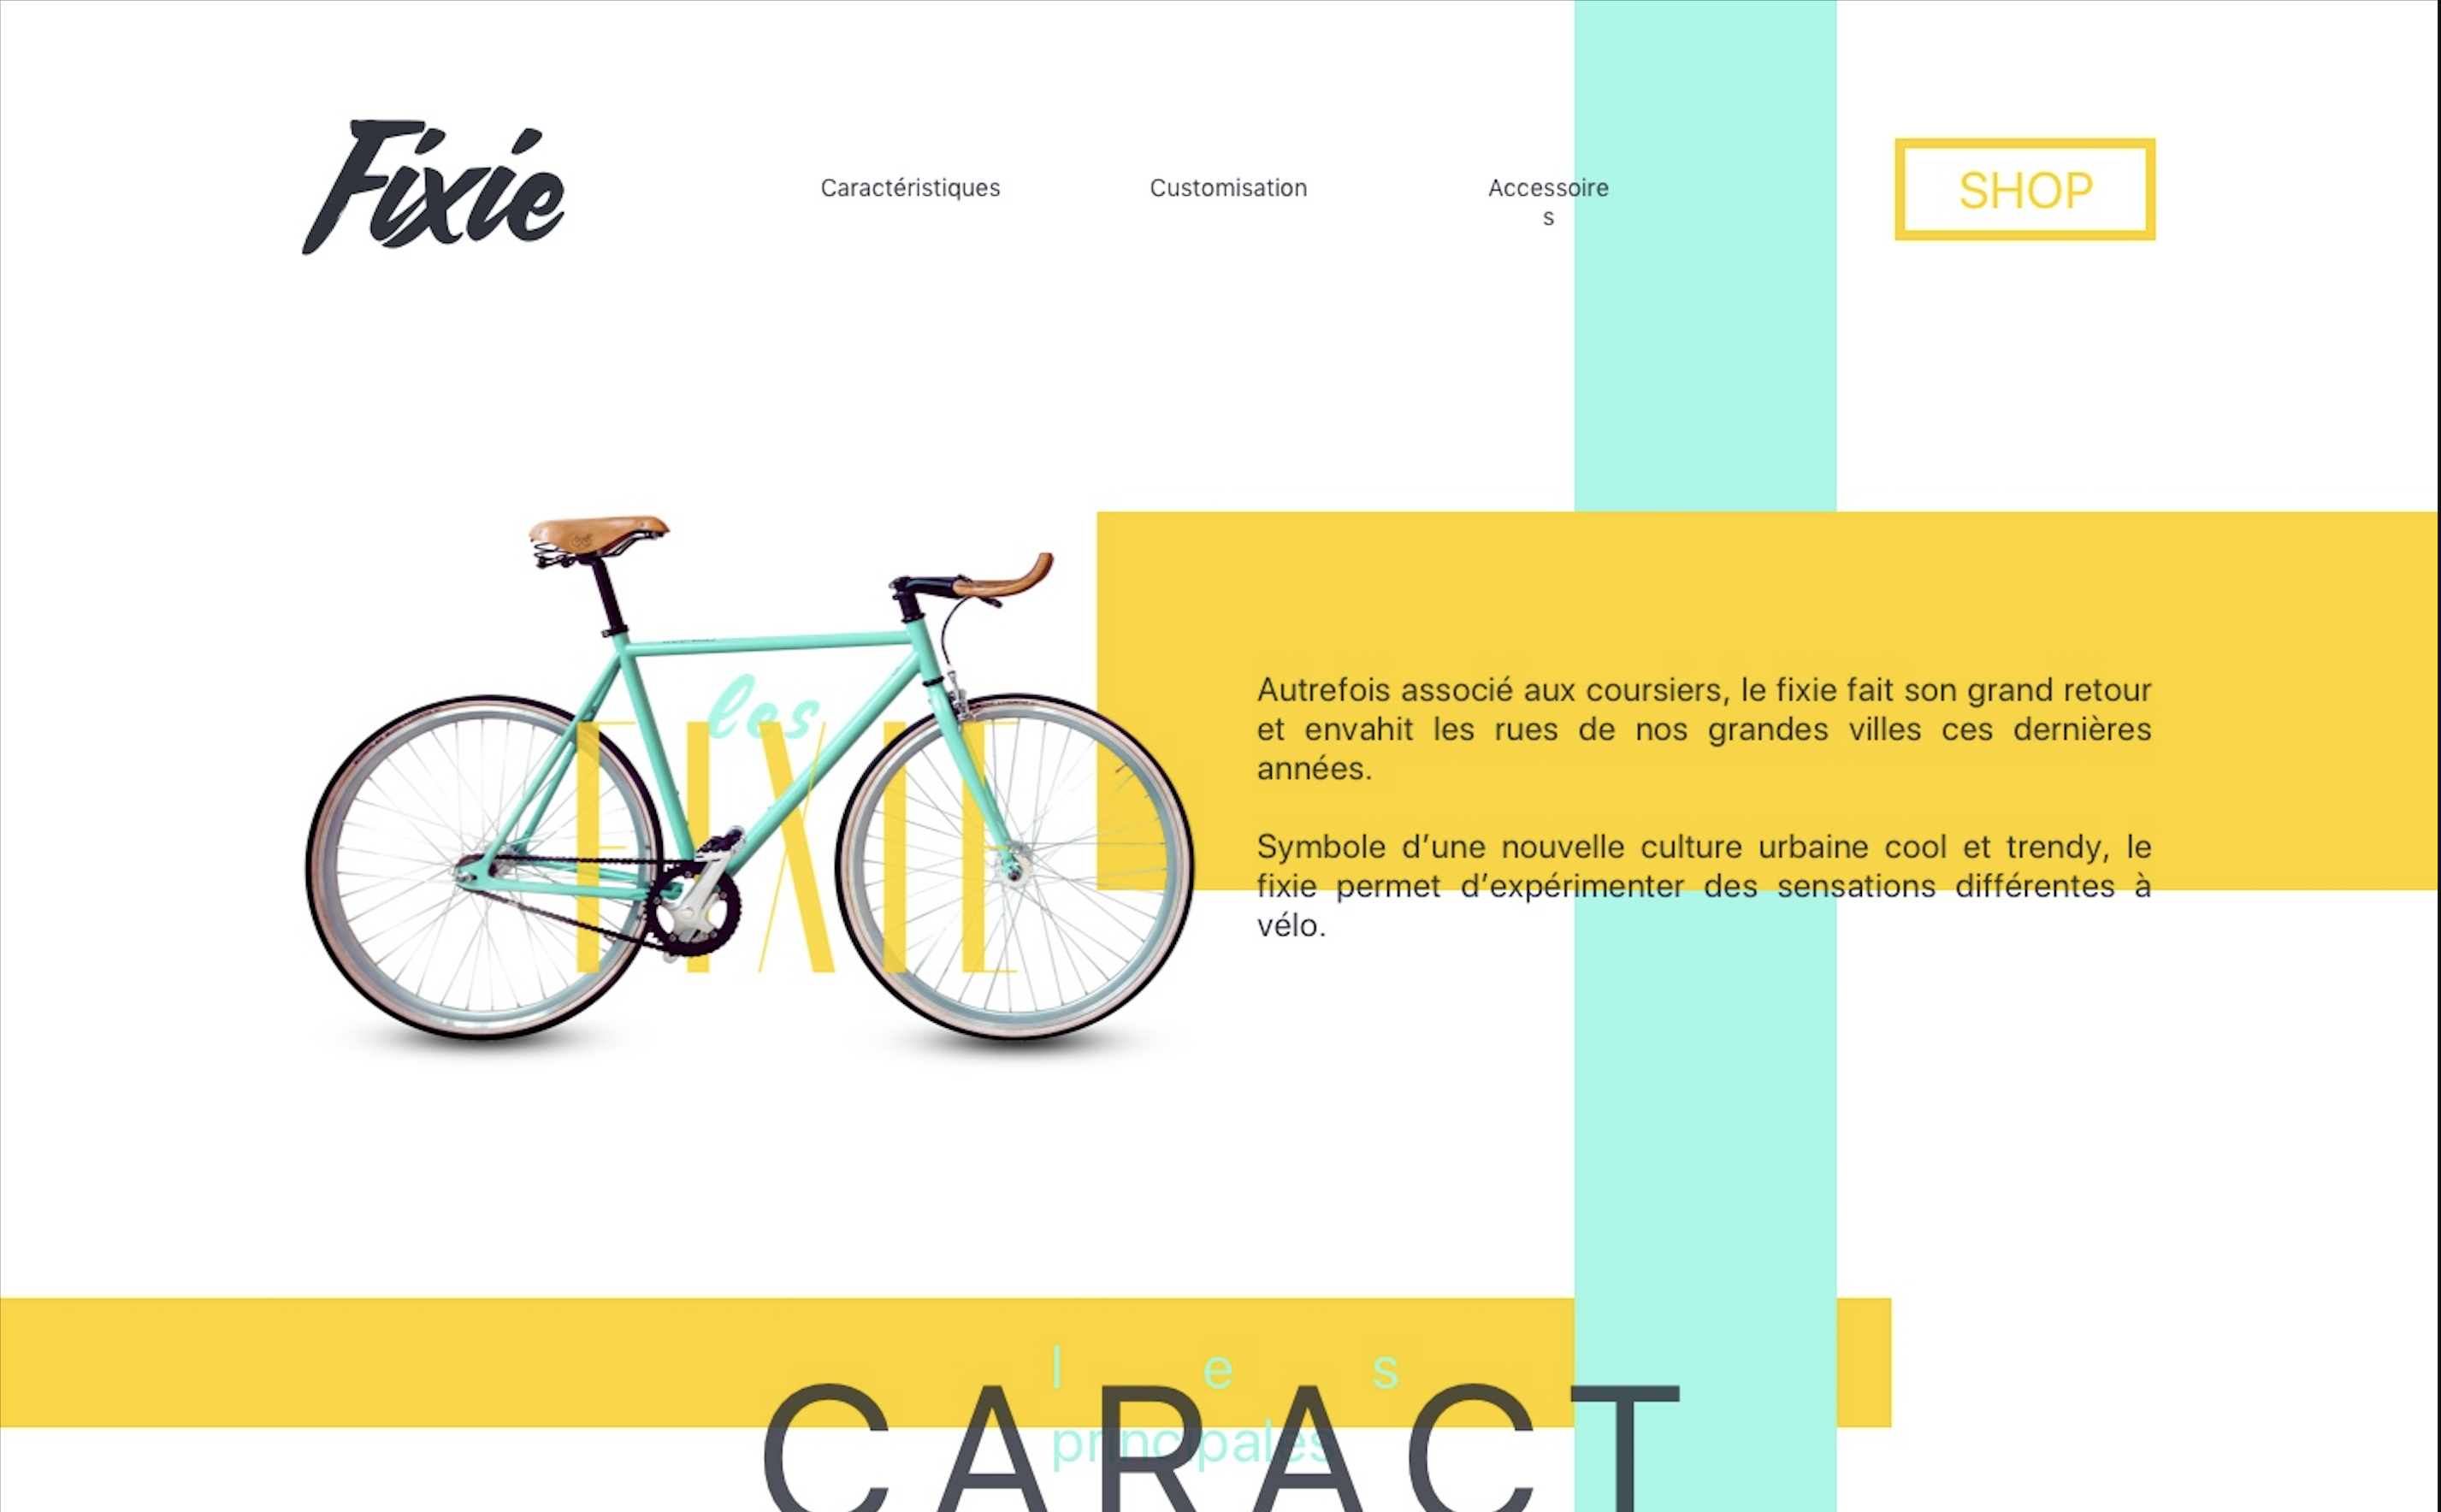 Fixie
Caractéristiques
Customisation
Accessoire
s
SHOP
les
FIXIE
Autrefois associé aux coursiers, le fixie fait son grand retour
et envahit les rues de nos grandes villes ces dernières
années.
Symbole d’une nouvelle culture urbaine cool et trendy, le
fixie permet d’expérimenter des sensations différentes à
vélo.
l e s
principales
CARACT